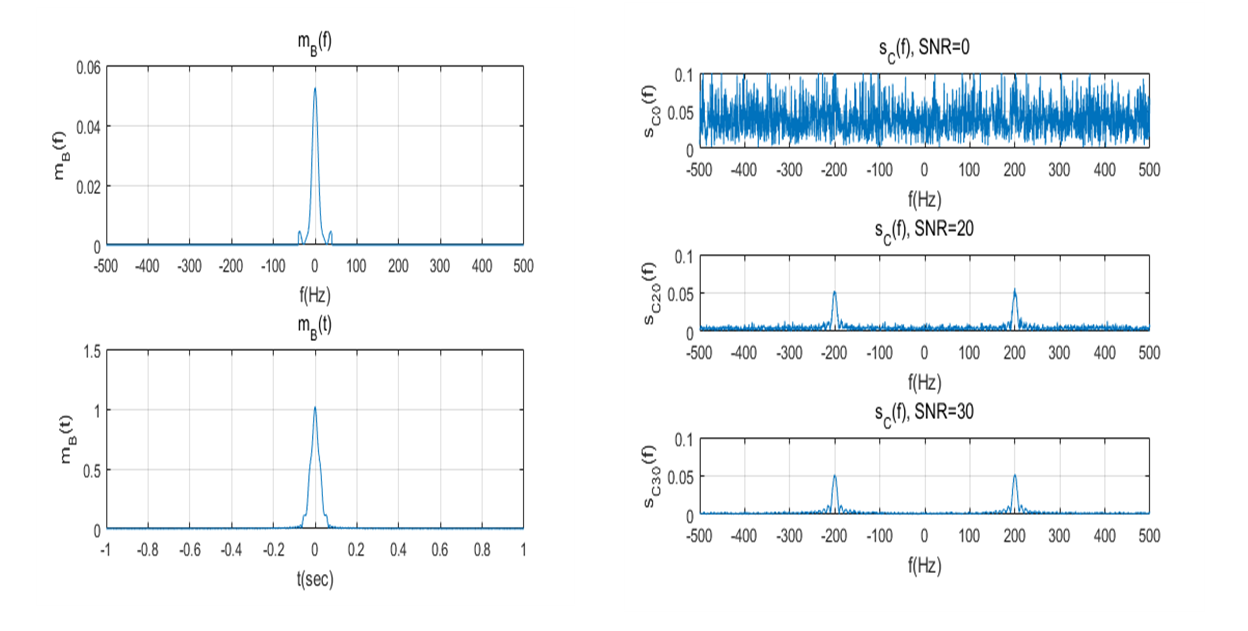 m_B(f)
0.06
0.04
0.02
0
m_B(f)
-500 -400 -300 -200 -100 0 100 200 300 400 500
f(Hz)
m_B(t)
1.5
1
0.5
0
m_B(t)
-1 -0.8 -0.6 -0.4 -0.2 0 0.2 0.4 0.6 0.8 1
t(sec)
s_C(f), SNR=0
0.1
0.05
0
s_C0(f)
-500 -400 -300 -200 -100 0 100 200 300 400 500
f(Hz)
s_C(f), SNR=20
0.1
0.05
0
s_C20(f)
-500 -400 -300 -200 -100 0 100 200 300 400 500
f(Hz)
s_C(f), SNR=30
0.1
0.05
0
s_C30(f)
-500 -400 -300 -200 -100 0 100 200 300 400 500
f(Hz)